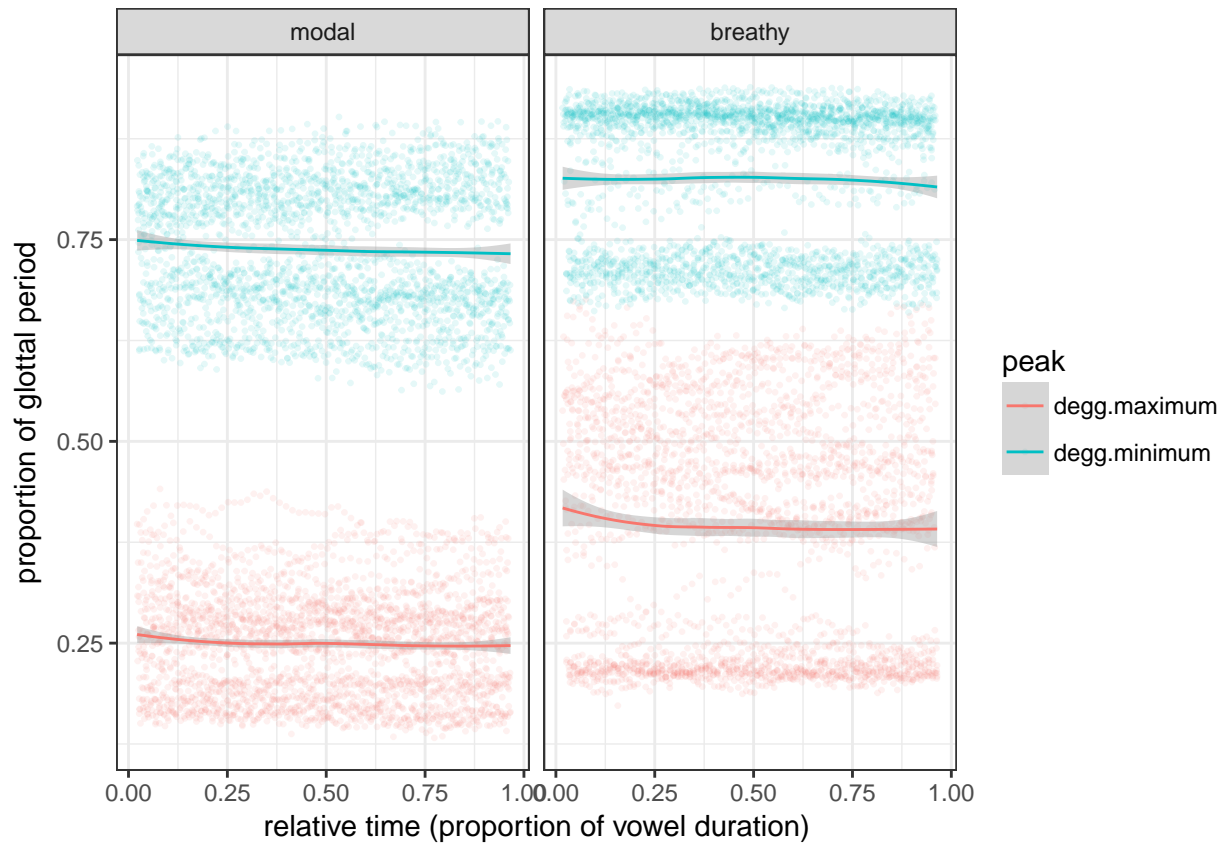 modal
breathy
proportion of glottal period
0.75
0.50
0.25
0.00 0.25 0.50 0.75 1.00
0.00 0.25 0.50 0.75 1.00
relative time (proportion of vowel duration)
peak
degg.maximum
degg.minimum